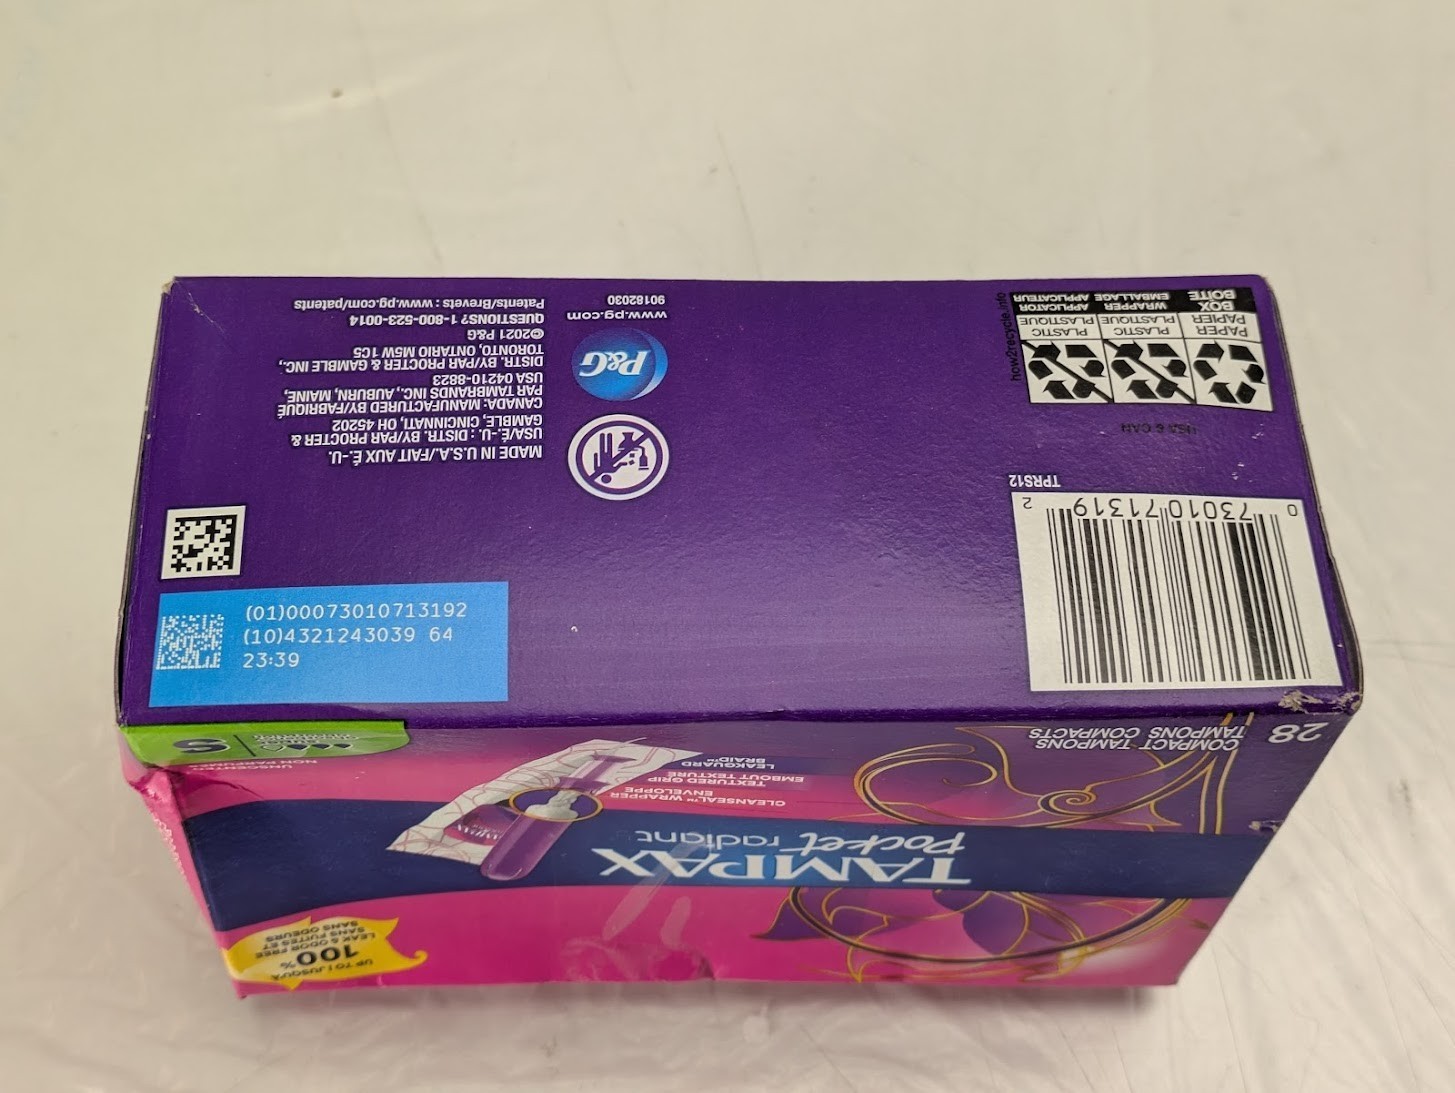 (01)00073010713192
(10)4321243039 64
23:39
TPRS12
0 73010 71319 2
USA & CAN
PAPER
PAPIER
BOX
BOÎTE
PLASTIC
PLASTIQUE
WRAPPER
EMBALLAGE
PLASTIC
PLASTIQUE
APPLICATOR
APPLICATEUR
how2recycle.info
P&G
www.pg.com
90182030
MADE IN U.S.A./FAIT AUX É.-U.
USA/É.-U. : DISTR. BY/PAR PROCTER &
GAMBLE, CINCINNATI, OH 45202
CANADA: MANUFACTURED BY/FABRIQUÉ
PAR TAMBRANDS INC., AUBURN, MAINE,
USA 04210-8823
DISTR. BY/PAR PROCTER & GAMBLE INC.,
TORONTO, ONTARIO M5W 1C5
©2021 P&G
QUESTIONS? 1-800-523-0014
Patents/Brevets : www.pg.com/patents
UP TO / JUSQU'À
100%
LEAK & ODOR FREE
SANS FUITES ET
SANS ODEURS
TAMPAX
Pocket radiant
CLEANSEAL™ WRAPPER
ENVELOPPE
TEXTURED GRIP
EMBOUT TEXTURÉ
LEAKGUARD
BRAID™
28
COMPACT TAMPONS
TAMPONS COMPACTS
UNSCENTED
NON PARFUMÉS
S